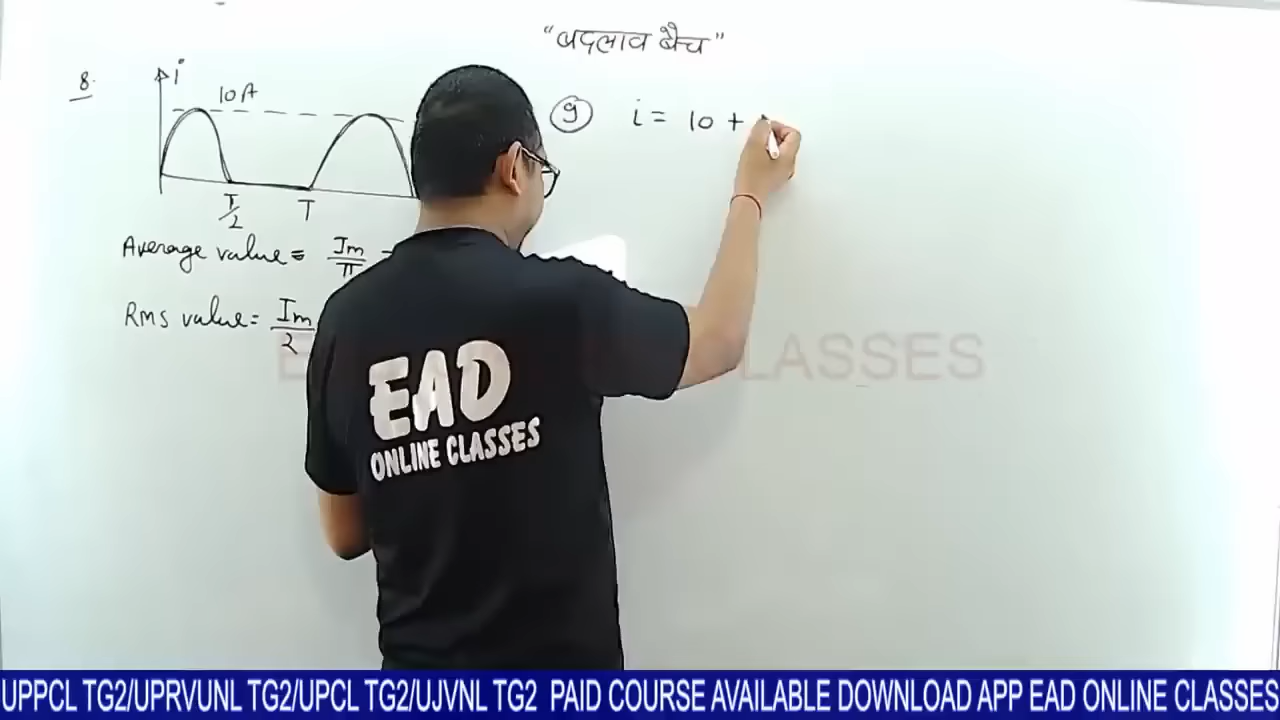 "बदलाव बैच"
8.
i
10A
T/2
T
Average value = Im/π
Rms value = Im/2
9 i = 10 +
EAD
ONLINE CLASSES
UPPCL TG2/UPRVUNL TG2/UPCL TG2/UJVNL TG2 PAID COURSE AVAILABLE DOWNLOAD APP EAD ONLINE CLASSES